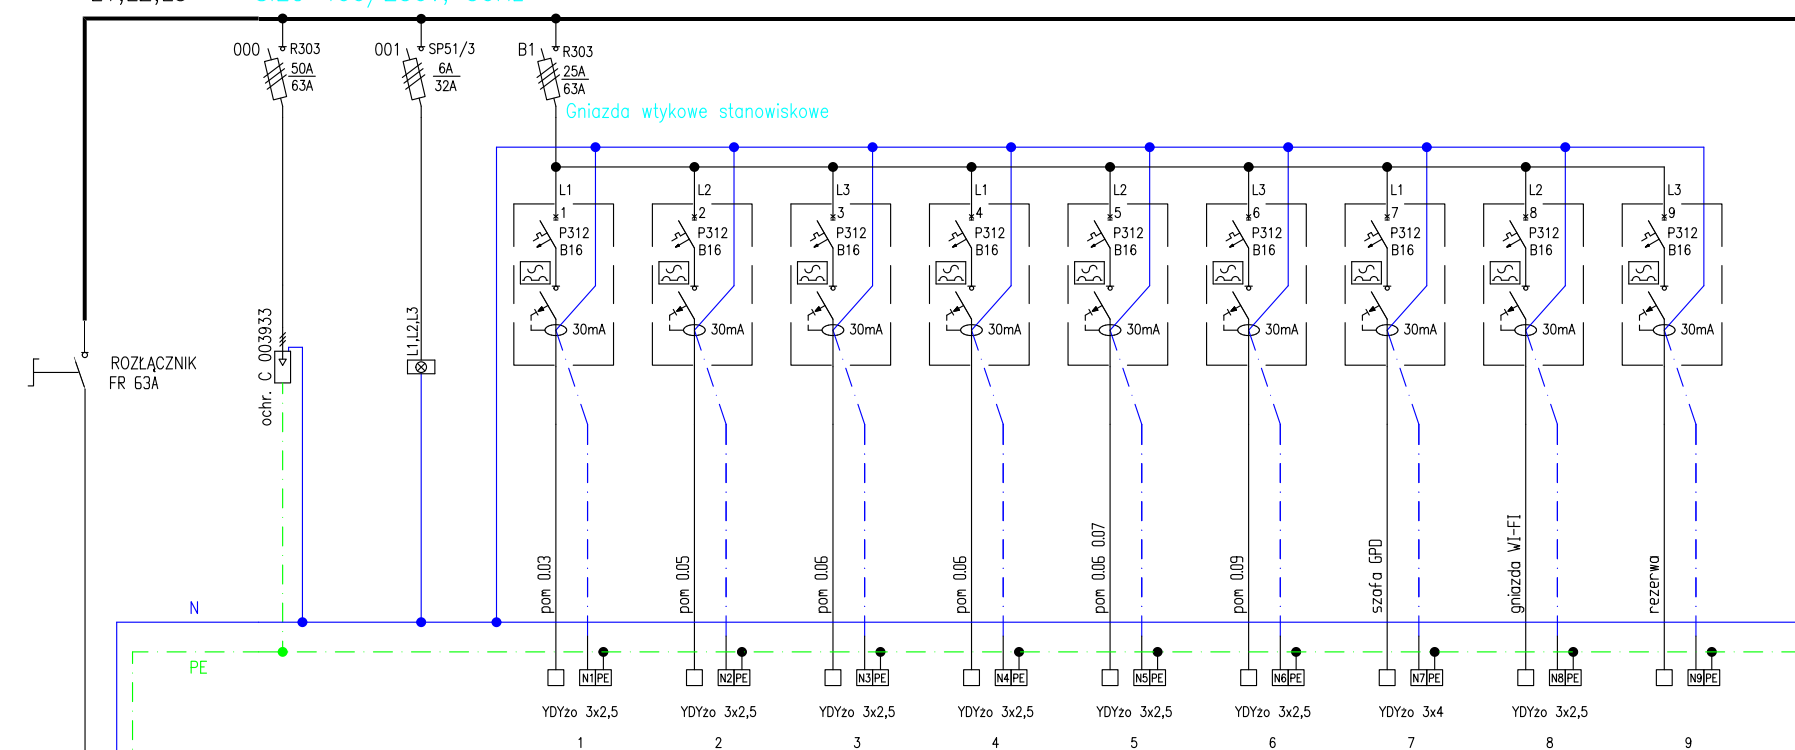 000 R303
50A
63A
001 SP51/3
6A
32A
B1 R303
25A
63A
Gniazda wtykowe stanowiskowe
L1 L2 L3 L1 L2 L3 L1 L2 L3
1 2 3 4 5 6 7 8 9
P312 P312 P312 P312 P312 P312 P312 P312 P312
B16 B16 B16 B16 B16 B16 B16 B16 B16
30mA 30mA 30mA 30mA 30mA 30mA 30mA 30mA 30mA
ROZŁĄCZNIK
FR 63A
ochr. C 003933
L1,L2,L3
pom 0.03
pom 0.05
pom 0.06
pom 0.06
pom 0.06 0.07
pom 0.09
szafa GPD
gniazda WI-FI
rezerwa
N
PE
N1 PE N2 PE N3 PE N4 PE N5 PE N6 PE N7 PE N8 PE N9 PE
YDYżo 3x2,5 YDYżo 3x2,5 YDYżo 3x2,5 YDYżo 3x2,5 YDYżo 3x2,5 YDYżo 3x2,5 YDYżo 3x4 YDYżo 3x2,5
1 2 3 4 5 6 7 8 9